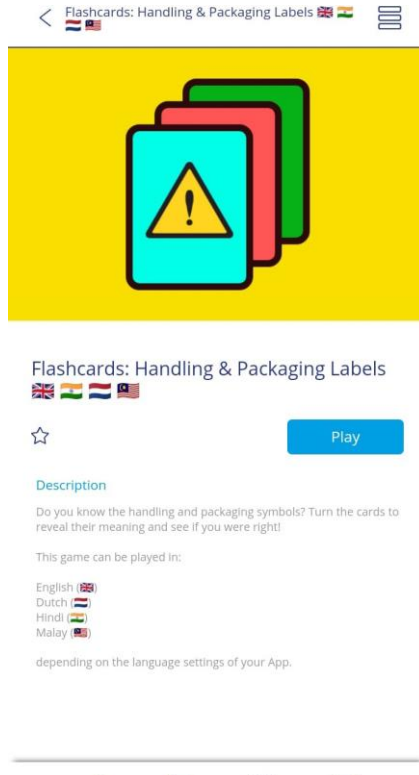 Flashcards: Handling & Packaging Labels 🇬🇧 🇮🇳
🇳🇱 🇲🇾
!
Flashcards: Handling & Packaging Labels
🇬🇧 🇮🇳 🇳🇱 🇲🇾
Play
Description
Do you know the handling and packaging symbols? Turn the cards to
reveal their meaning and see if you were right!
This game can be played in:
English (🇬🇧)
Dutch (🇳🇱)
Hindi (🇮🇳)
Malay (🇲🇾)
depending on the language settings of your App.